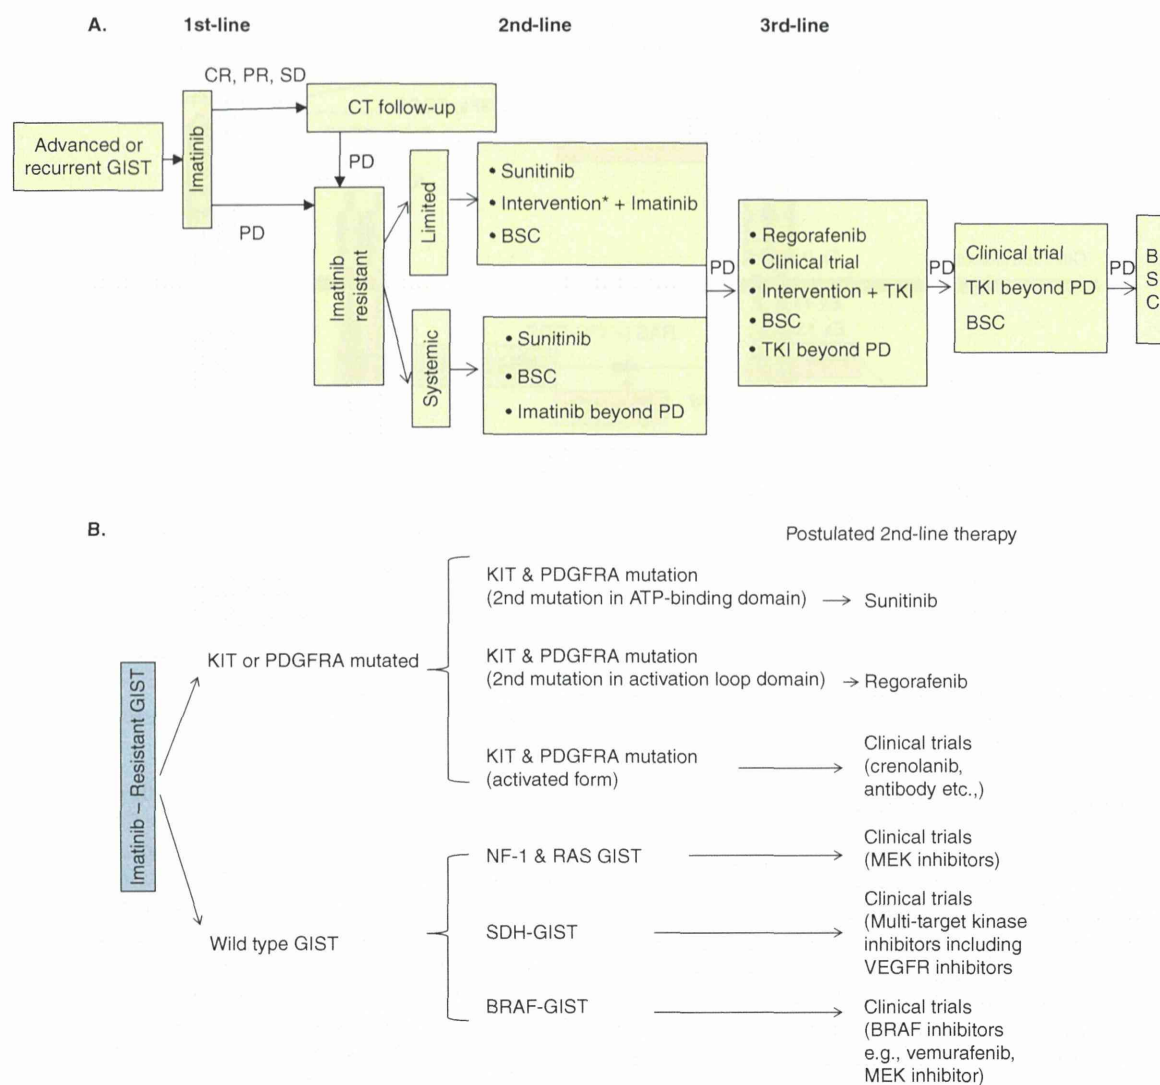 A.
1st-line
2nd-line
3rd-line
Advanced or
recurrent GIST
Imatinib
CR, PR, SD
CT follow-up
PD
PD
Imatinib
resistant
Limited
• Sunitinib
• Intervention* + Imatinib
• BSC
Systemic
• Sunitinib
• BSC
• Imatinib beyond PD
PD
• Regorafenib
• Clinical trial
• Intervention + TKI
• BSC
• TKI beyond PD
PD
Clinical trial
TKI beyond PD
BSC
PD
B
S
C
B.
Postulated 2nd-line therapy
Imatinib – Resistant GIST
KIT or PDGFRA mutated
KIT & PDGFRA mutation
(2nd mutation in ATP-binding domain)
Sunitinib
KIT & PDGFRA mutation
(2nd mutation in activation loop domain)
Regorafenib
KIT & PDGFRA mutation
(activated form)
Clinical trials
(crenolanib,
antibody etc.,)
Wild type GIST
NF-1 & RAS GIST
Clinical trials
(MEK inhibitors)
SDH-GIST
Clinical trials
(Multi-target kinase
inhibitors including
VEGFR inhibitors
BRAF-GIST
Clinical trials
(BRAF inhibitors
e.g., vemurafenib,
MEK inhibitor)